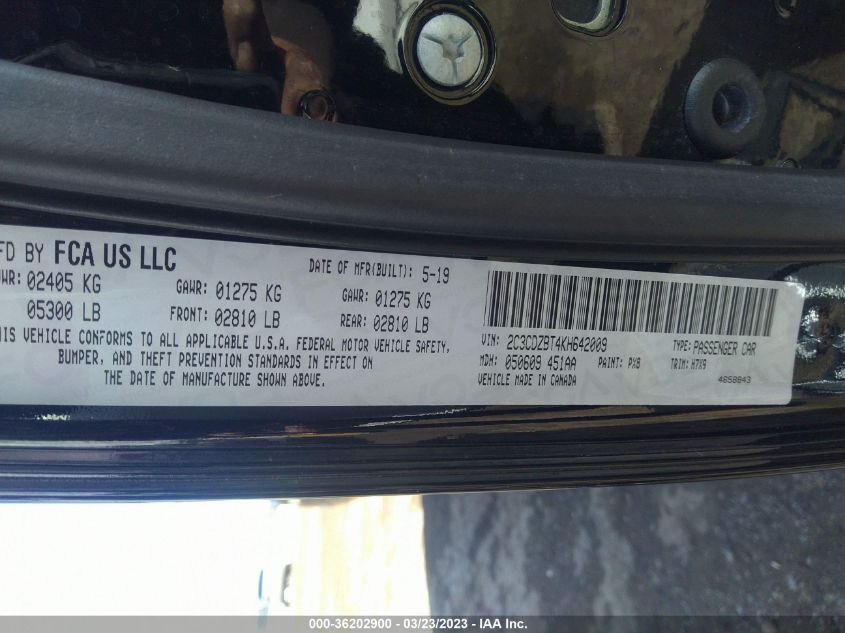 FD BY FCA US LLC
DATE OF MFR(BUILT): 5-19
WR: 02405 KG
GAWR: 01275 KG
GAWR: 01275 KG
05300 LB
FRONT: 02810 LB
REAR: 02810 LB
THIS VEHICLE CONFORMS TO ALL APPLICABLE U.S.A. FEDERAL MOTOR VEHICLE SAFETY,
BUMPER, AND THEFT PREVENTION STANDARDS IN EFFECT ON
THE DATE OF MANUFACTURE SHOWN ABOVE.
VIN: 2C3CDZBT4KH642009
TYPE: PASSENGER CAR
MDH: 050609 451AA
PAINT: PX8
TRIM: H7X9
VEHICLE MADE IN CANADA
4658843
000-36202900 - 03/23/2023 - IAA Inc.